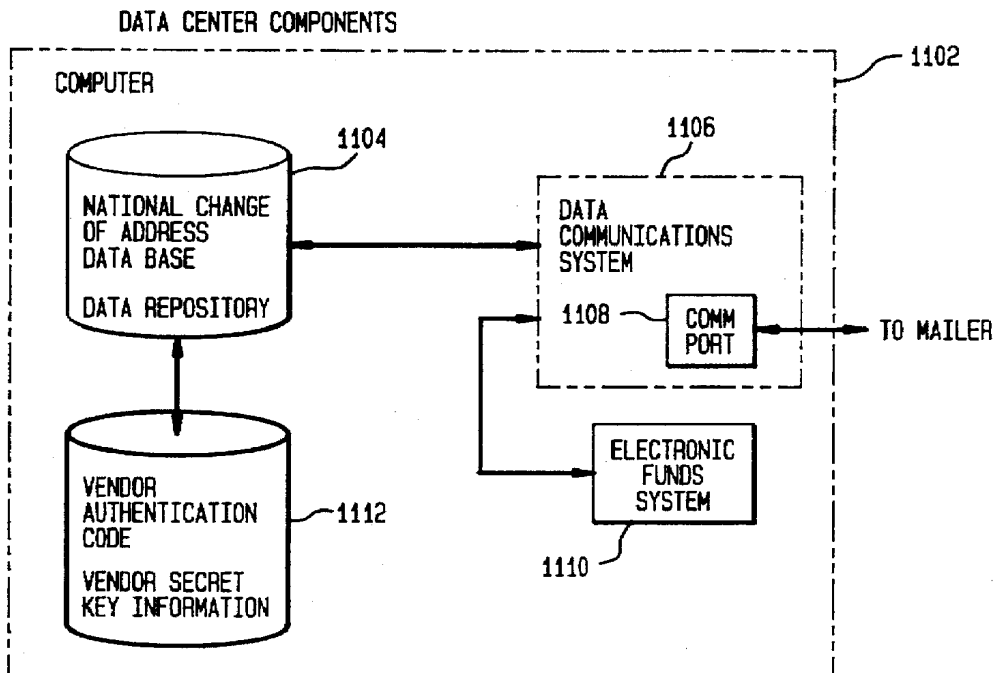 DATA CENTER COMPONENTS
1102
COMPUTER
1104
NATIONAL CHANGE
OF ADDRESS
DATA BASE
DATA REPOSITORY
1106
DATA
COMMUNICATIONS
SYSTEM
1108
COMM
PORT
TO MAILER
ELECTRONIC
FUNDS
SYSTEM
1110
VENDOR
AUTHENTICATION
CODE
VENDOR SECRET
KEY INFORMATION
1112